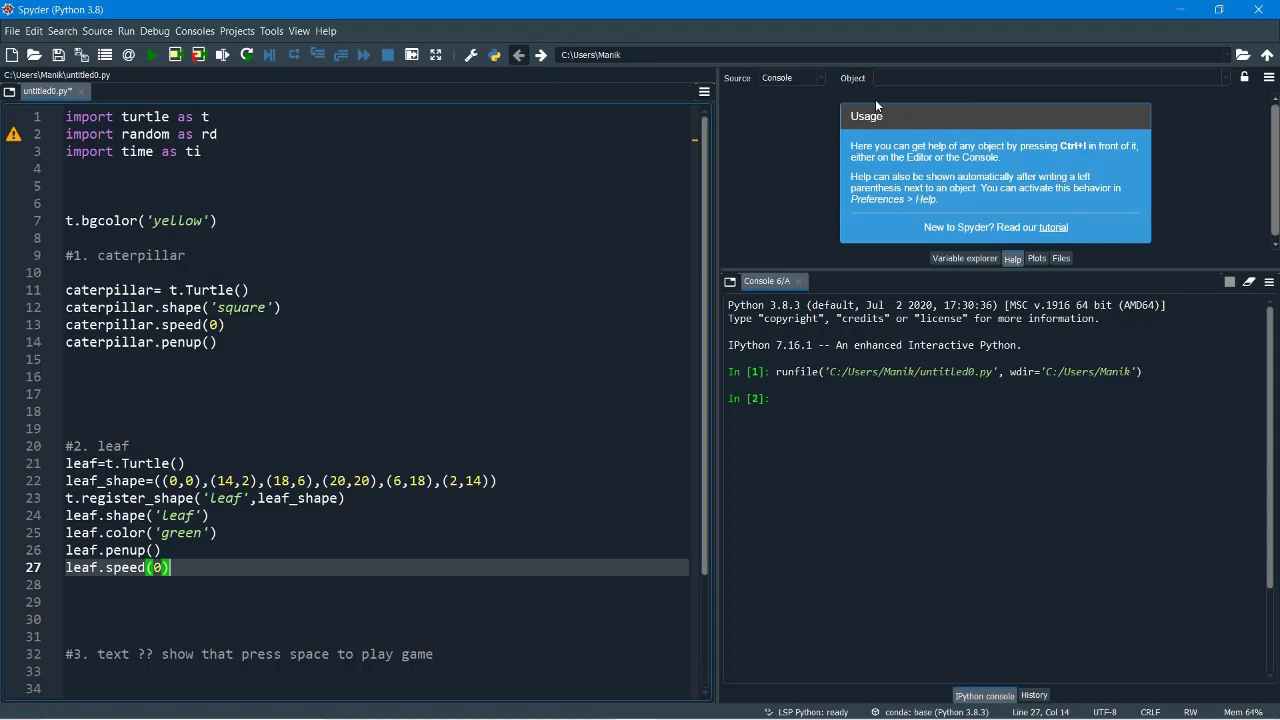 Spyder (Python 3.8)
File Edit Search Source Run Debug Consoles Projects Tools View Help
C:\Users\Manik
C:\Users\Manik\untitled0.py
untitled0.py*
1 import turtle as t
2 import random as rd
3 import time as ti
4
5
6
7 t.bgcolor('yellow')
8
9 #1. caterpillar
10
11 caterpillar= t.Turtle()
12 caterpillar.shape('square')
13 caterpillar.speed(0)
14 caterpillar.penup()
15
16
17
18
19
20 #2. leaf
21 leaf=t.Turtle()
22 leaf_shape=((0,0),(14,2),(18,6),(20,20),(6,18),(2,14))
23 t.register_shape('leaf',leaf_shape)
24 leaf.shape('leaf')
25 leaf.color('green')
26 leaf.penup()
27 leaf.speed(0)
28
29
30
31
32 #3. text ?? show that press space to play game
33
34
Source Console Object
Usage
Here you can get help of any object by pressing Ctrl+I in front of it,
either on the Editor or the Console.
Help can also be shown automatically after writing a left
parenthesis next to an object. You can activate this behavior in
Preferences > Help.
New to Spyder? Read our tutorial
Variable explorer Help Plots Files
Console 6/A
Python 3.8.3 (default, Jul 2 2020, 17:30:36) [MSC v.1916 64 bit (AMD64)]
Type "copyright", "credits" or "license" for more information.
IPython 7.16.1 -- An enhanced Interactive Python.
In [1]: runfile('C:/Users/Manik/untitled0.py', wdir='C:/Users/Manik')
In [2]:
IPython console History
LSP Python: ready conda: base (Python 3.8.3) Line 27, Col 14 UTF-8 CRLF RW Mem 64%